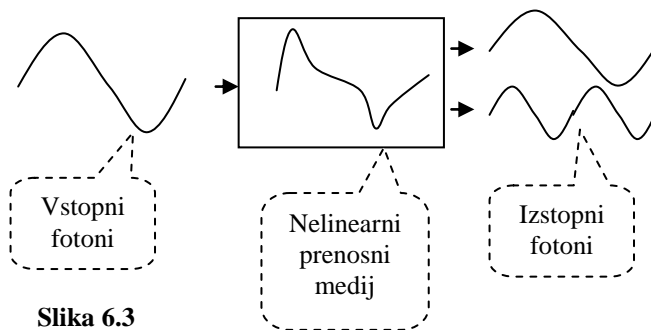 Vstopni
fotoni
Nelinearni
prenosni
medij
Izstopni
fotoni
Slika 6.3